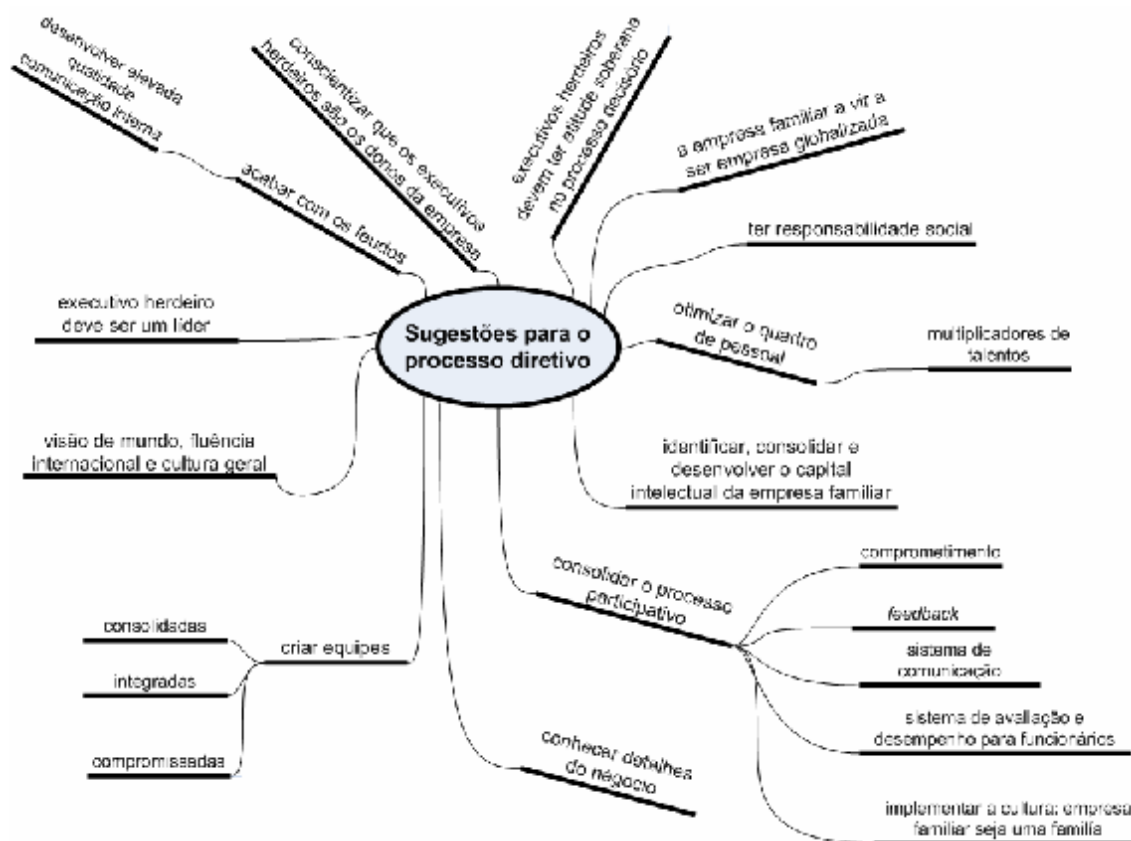 Sugestões para o
processo diretivo
desenvolver elevada
qualidade
comunicação interna
acabar com os feudos
conscientizar que os executivos
herdeiros são os donos da empresa
executivos herdeiros
devem ter atitude soberana
no processo decisório
a empresa familiar a vir a
ser empresa globalizada
ter responsabilidade social
otimizar o quadro
de pessoal
multiplicadores de
talentos
identificar, consolidar e
desenvolver o capital
intelectual da empresa familiar
consolidar o processo
participativo
comprometimento
feedback
sistema de
comunicação
sistema de avaliação e
desempenho para funcionários
implementar a cultura: empresa
familiar seja uma família
conhecer detalhes
do negócio
criar equipes
consolidadas
integradas
compromissadas
visão de mundo, fluência
internacional e cultura geral
executivo herdeiro
deve ser um líder